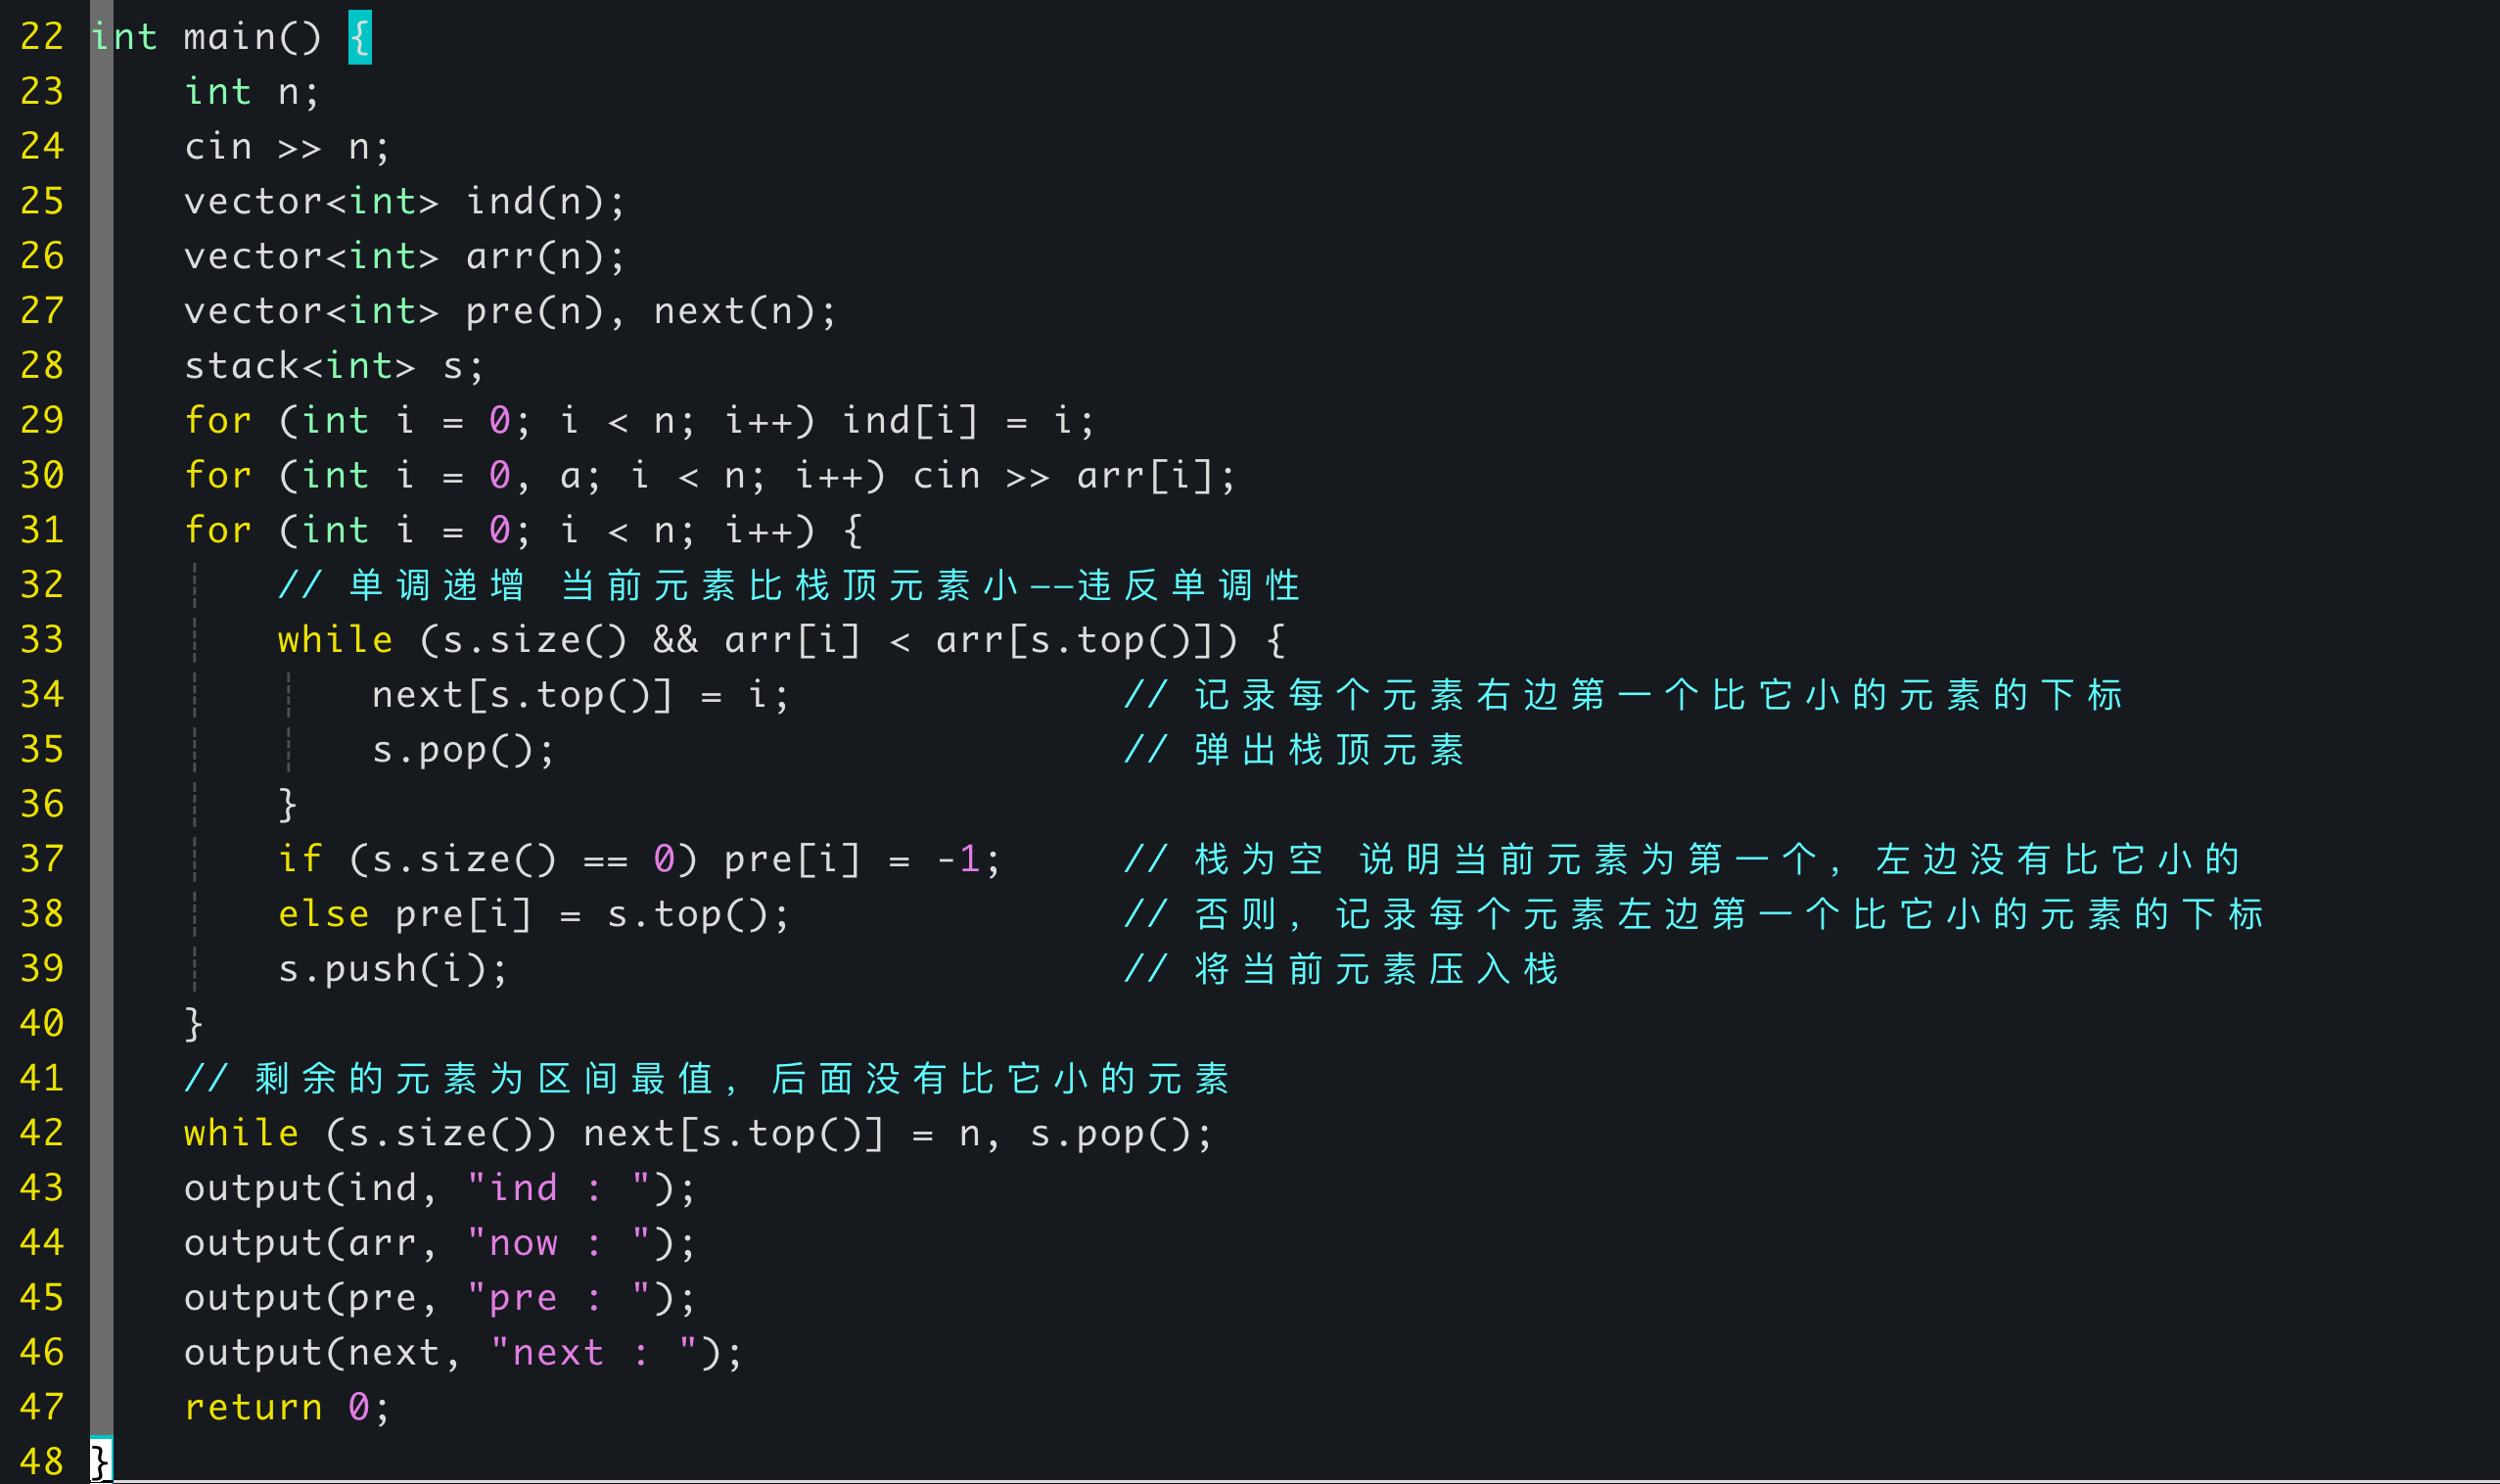 22 int main() {
23     int n;
24     cin >> n;
25     vector<int> ind(n);
26     vector<int> arr(n);
27     vector<int> pre(n), next(n);
28     stack<int> s;
29     for (int i = 0; i < n; i++) ind[i] = i;
30     for (int i = 0, a; i < n; i++) cin >> arr[i];
31     for (int i = 0; i < n; i++) {
32         // 单调递增 当前元素比栈顶元素小——违反单调性
33         while (s.size() && arr[i] < arr[s.top()]) {
34             next[s.top()] = i;              // 记录每个元素右边第一个比它小的元素的下标
35             s.pop();                        // 弹出栈顶元素
36         }
37         if (s.size() == 0) pre[i] = -1;     // 栈为空 说明当前元素为第一个，左边没有比它小的
38         else pre[i] = s.top();              // 否则，记录每个元素左边第一个比它小的元素的下标
39         s.push(i);                          // 将当前元素压入栈
40     }
41     // 剩余的元素为区间最值，后面没有比它小的元素
42     while (s.size()) next[s.top()] = n, s.pop();
43     output(ind, "ind : ");
44     output(arr, "now : ");
45     output(pre, "pre : ");
46     output(next, "next : ");
47     return 0;
48 }